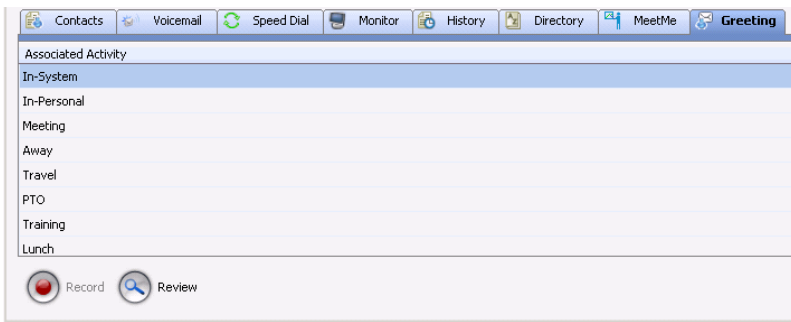 Contacts Voicemail Speed Dial Monitor History Directory MeetMe Greeting
Associated Activity
In-System
In-Personal
Meeting
Away
Travel
PTO
Training
Lunch
Record Review